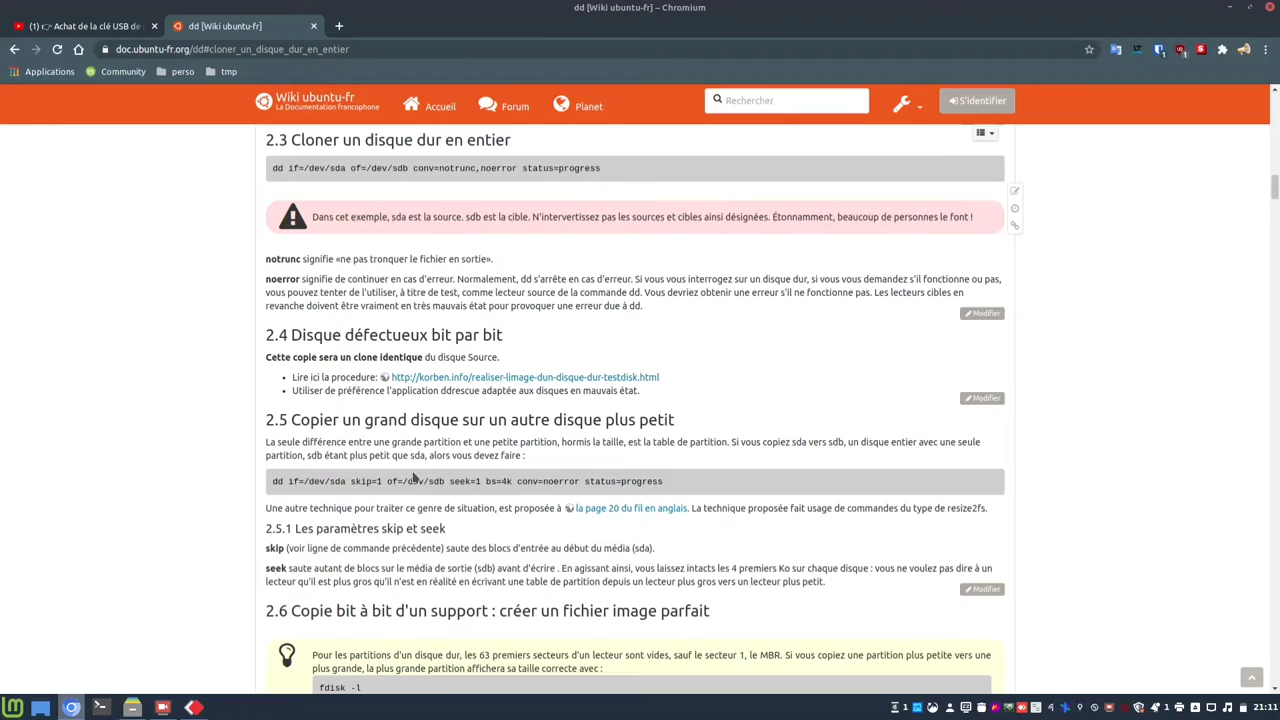 dd [Wiki ubuntu-fr] – Chromium
(1) 👉 Achat de la clé USB de
dd [Wiki ubuntu-fr]
doc.ubuntu-fr.org/dd#cloner_un_disque_dur_en_entier
Applications
Community
perso
tmp
Wiki ubuntu-fr
La Documentation francophone
Accueil
Forum
Planet
Rechercher
S'identifier
2.3 Cloner un disque dur en entier
dd if=/dev/sda of=/dev/sdb conv=notrunc,noerror status=progress
Dans cet exemple, sda est la source. sdb est la cible. N'intervertissez pas les sources et cibles ainsi désignées. Étonnamment, beaucoup de personnes le font !
notrunc signifie «ne pas tronquer le fichier en sortie».
noerror signifie de continuer en cas d'erreur. Normalement, dd s'arrête en cas d'erreur. Si vous vous interrogez sur un disque dur, si vous vous demandez s'il fonctionne ou pas,
vous pouvez tenter de l'utiliser, à titre de test, comme lecteur source de la commande dd. Vous devriez obtenir une erreur s'il ne fonctionne pas. Les lecteurs cibles en
revanche doivent être vraiment en très mauvais état pour provoquer une erreur due à dd.
Modifier
2.4 Disque défectueux bit par bit
Cette copie sera un clone identique du disque Source.
• Lire ici la procedure: http://korben.info/realiser-limage-dun-disque-dur-testdisk.html
• Utiliser de préférence l'application ddrescue adaptée aux disques en mauvais état.
Modifier
2.5 Copier un grand disque sur un autre disque plus petit
La seule différence entre une grande partition et une petite partition, hormis la taille, est la table de partition. Si vous copiez sda vers sdb, un disque entier avec une seule
partition, sdb étant plus petit que sda, alors vous devez faire :
dd if=/dev/sda skip=1 of=/dev/sdb seek=1 bs=4k conv=noerror status=progress
Une autre technique pour traiter ce genre de situation, est proposée à la page 20 du fil en anglais. La technique proposée fait usage de commandes du type de resize2fs.
2.5.1 Les paramètres skip et seek
skip (voir ligne de commande précédente) saute des blocs d'entrée au début du média (sda).
seek saute autant de blocs sur le média de sortie (sdb) avant d'écrire . En agissant ainsi, vous laissez intacts les 4 premiers Ko sur chaque disque : vous ne voulez pas dire à un
lecteur qu'il est plus gros qu'il n'est en réalité en écrivant une table de partition depuis un lecteur plus gros vers un lecteur plus petit.
Modifier
2.6 Copie bit à bit d'un support : créer un fichier image parfait
Pour les partitions d'un disque dur, les 63 premiers secteurs d'un lecteur sont vides, sauf le secteur 1, le MBR. Si vous copiez une partition plus petite vers une
plus grande, la plus grande partition affichera sa taille correcte avec :
fdisk -l
21:11